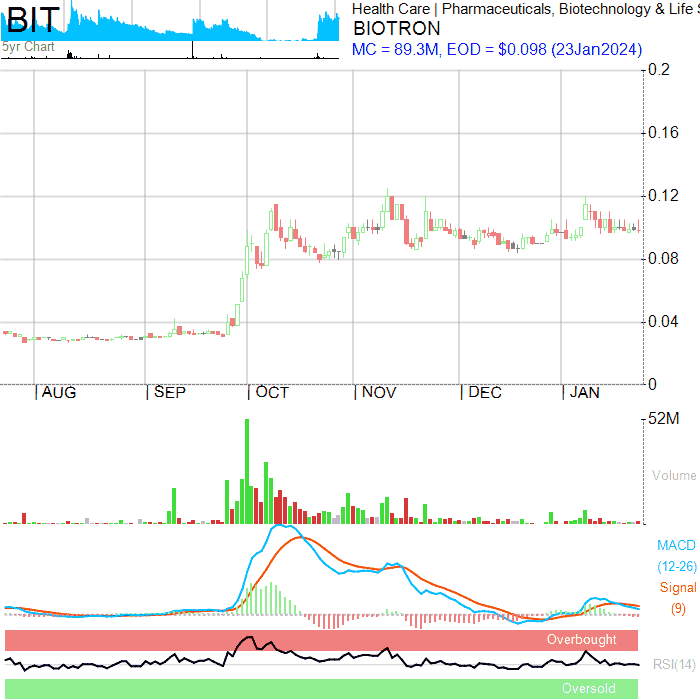 BIT
5yr Chart
Health Care | Pharmaceuticals, Biotechnology & Life S
BIOTRON
MC = 89.3M, EOD = $0.098 (23Jan2024)
0.2
0.16
0.12
0.08
0.04
0
|AUG |SEP |OCT |NOV |DEC |JAN
52M
Volume
MACD
(12-26)
Signal
(9)
Overbought
RSI(14)
Oversold